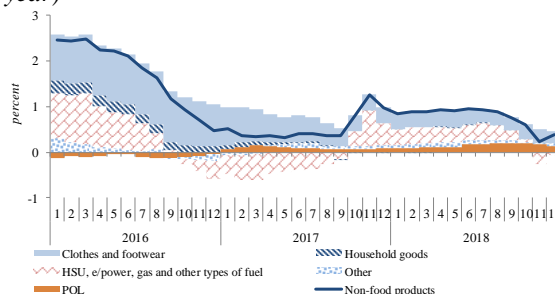 year)
3
2
1
0
-1
percent
1 2 3 4 5 6 7 8 9 10 11 12 1 2 3 4 5 6 7 8 9 10 11 12 1 2 3 4 5 6 7 8 9 10 11 1
2016 2017 2018
Clothes and footwear Household goods
HSU, e/power, gas and other types of fuel Other
POL Non-food products